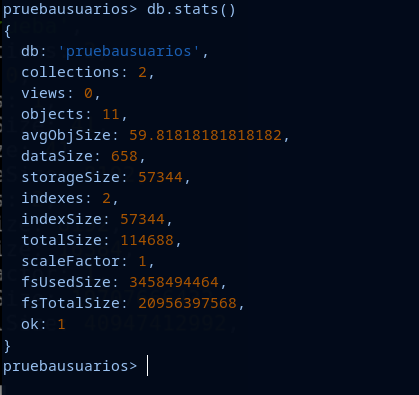 pruebausuarios> db.stats()
{
  db: 'pruebausuarios',
  collections: 2,
  views: 0,
  objects: 11,
  avgObjSize: 59.81818181818182,
  dataSize: 658,
  storageSize: 57344,
  indexes: 2,
  indexSize: 57344,
  totalSize: 114688,
  scaleFactor: 1,
  fsUsedSize: 3458494464,
  fsTotalSize: 20956397568,
  ok: 1
}
pruebausuarios>